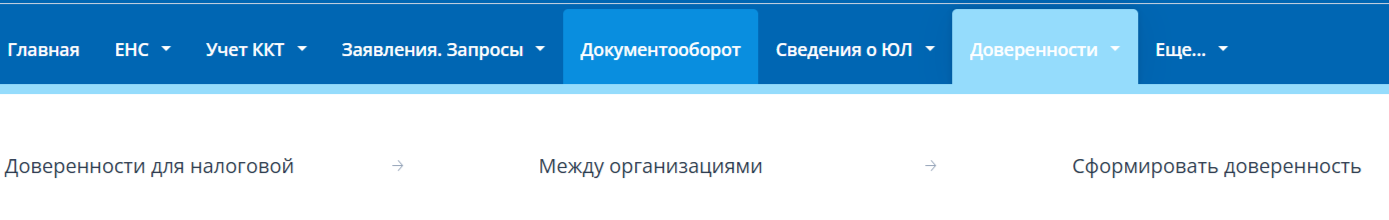 Главная ЕНС Учет ККТ Заявления. Запросы Документооборот Сведения о ЮЛ Доверенности Еще...
Доверенности для налоговой Между организациями Сформировать доверенность